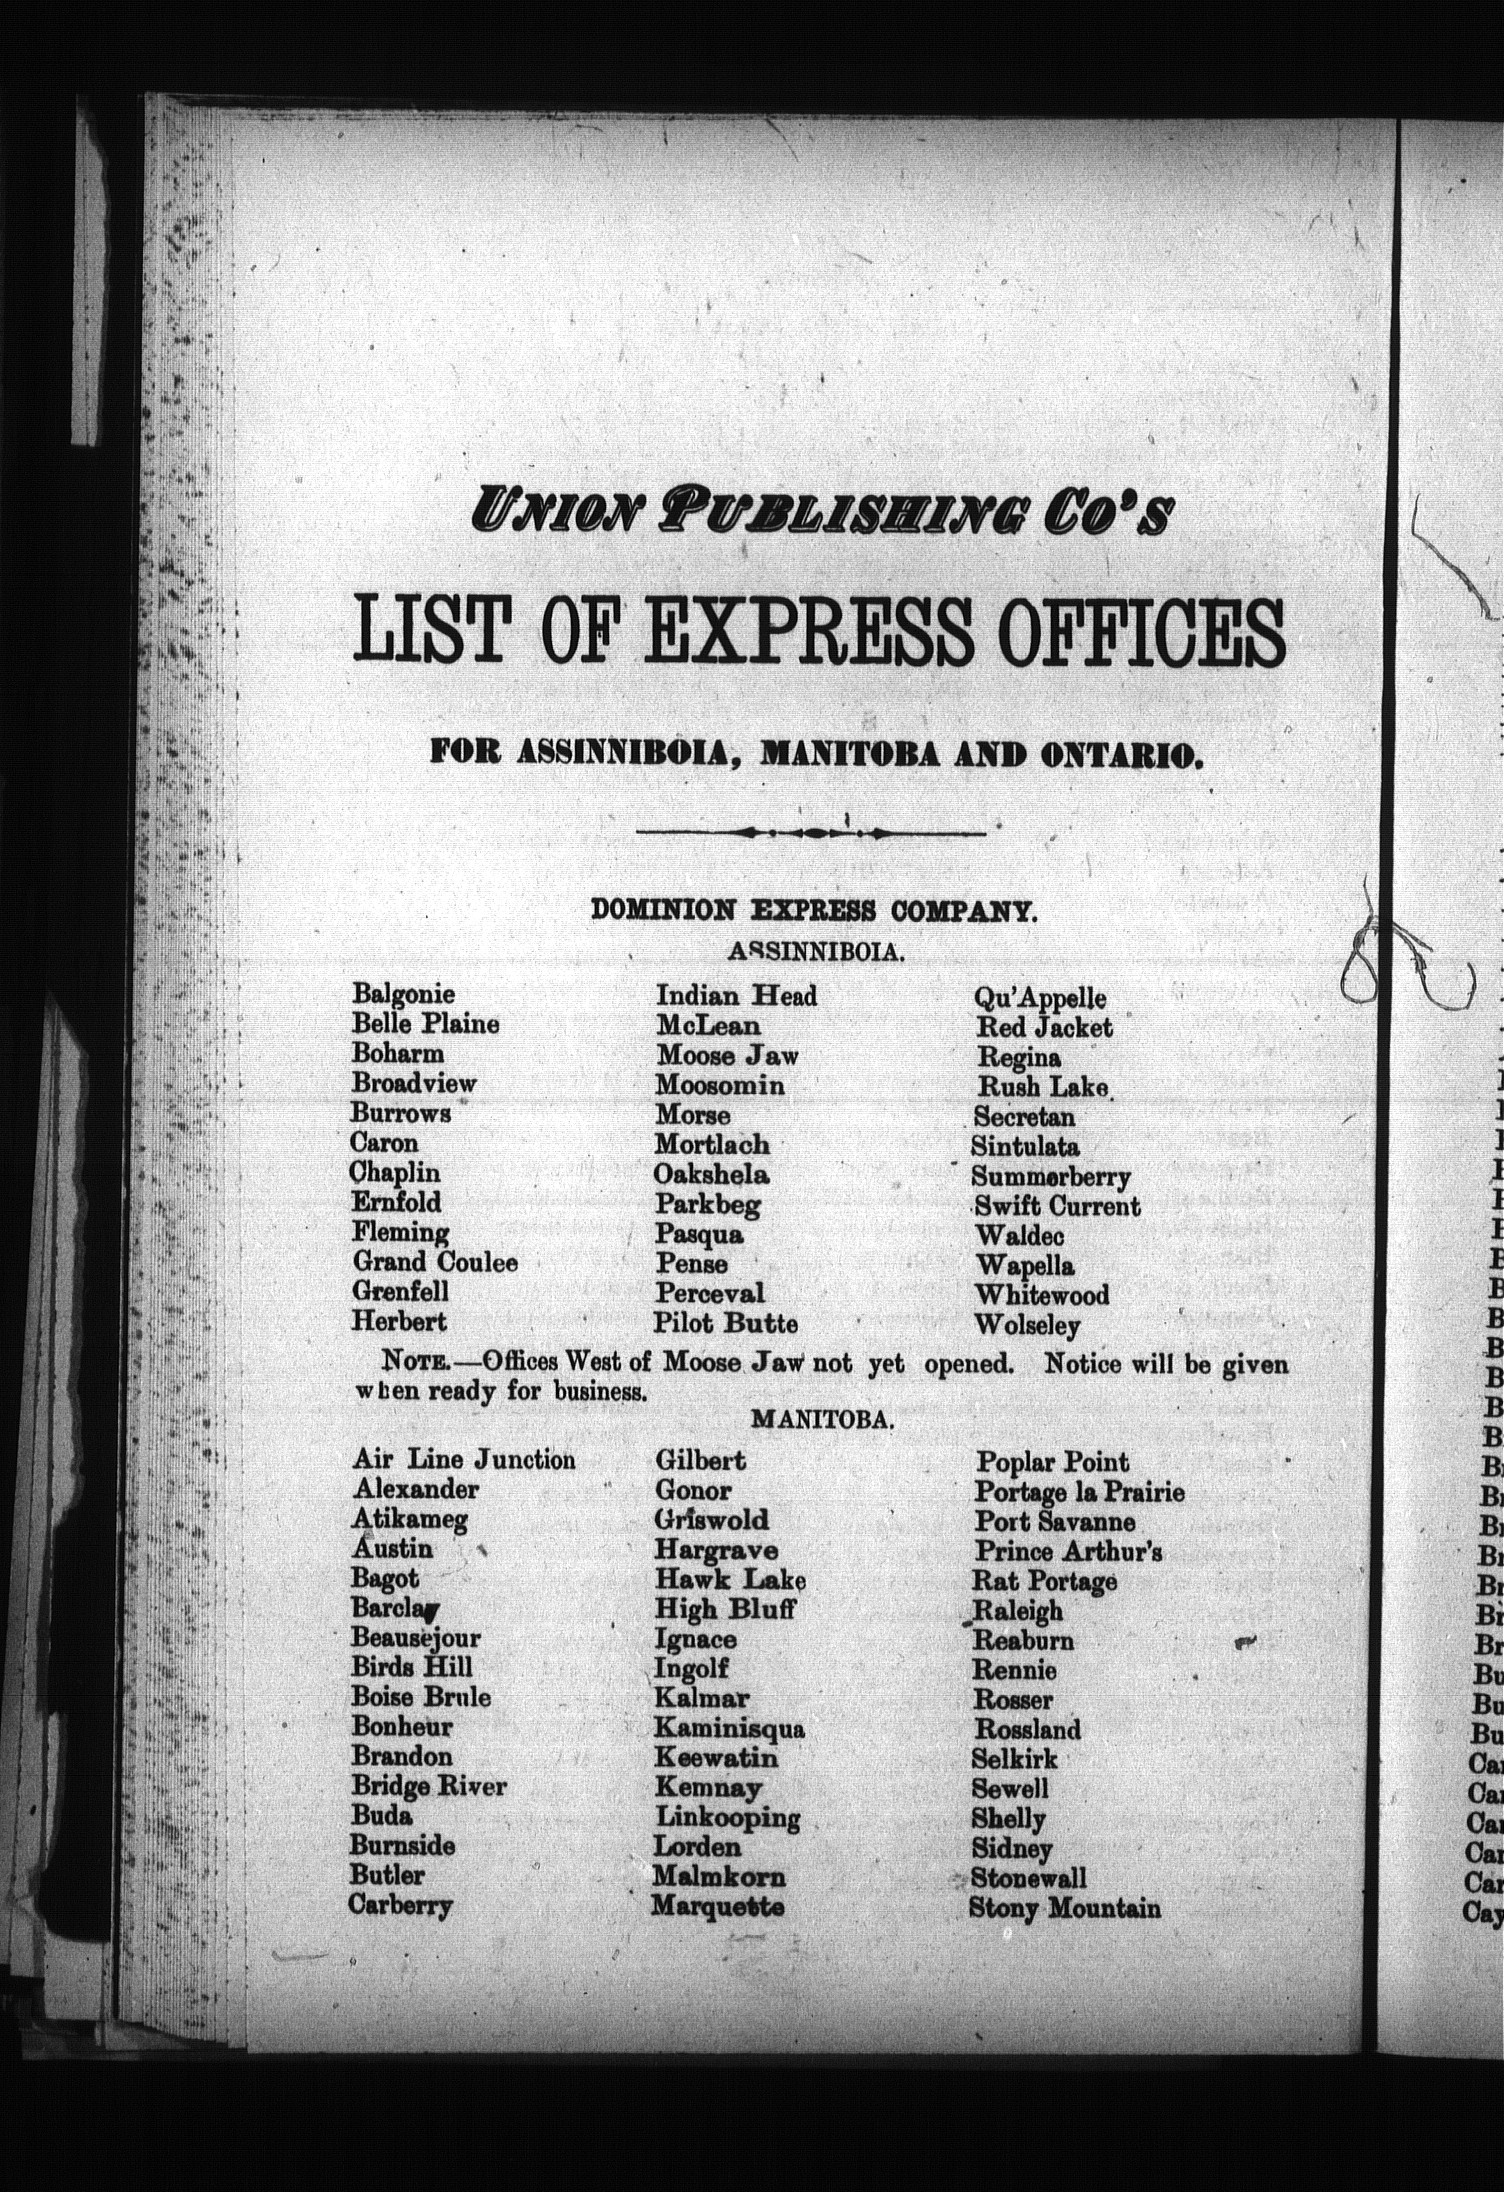 UNION PUBLISHING CO'S
LIST OF EXPRESS OFFICES
FOR ASSINNIBOIA, MANITOBA AND ONTARIO.
DOMINION EXPRESS COMPANY.
ASSINNIBOIA.
Balgonie
Belle Plaine
Boharm
Broadview
Burrows
Caron
Chaplin
Ernfold
Fleming
Grand Coulee
Grenfell
Herbert
Indian Head
McLean
Moose Jaw
Moosomin
Morse
Mortlach
Oakshela
Parkbeg
Pasqua
Pense
Perceval
Pilot Butte
Qu'Appelle
Red Jacket
Regina
Rush Lake
Secretan
Sintulata
Summerberry
Swift Current
Waldec
Wapella
Whitewood
Wolseley
NOTE.—Offices West of Moose Jaw not yet opened. Notice will be given
when ready for business.
MANITOBA.
Air Line Junction
Alexander
Atikameg
Austin
Bagot
Barclay
Beausejour
Birds Hill
Boise Brule
Bonheur
Brandon
Bridge River
Buda
Burnside
Butler
Carberry
Gilbert
Gonor
Griswold
Hargrave
Hawk Lake
High Bluff
Ignace
Ingolf
Kalmar
Kaminisqua
Keewatin
Kemnay
Linkooping
Lorden
Malmkorn
Marquette
Poplar Point
Portage la Prairie
Port Savanne
Prince Arthur's
Rat Portage
Raleigh
Reaburn
Rennie
Rosser
Rossland
Selkirk
Sewell
Shelly
Sidney
Stonewall
Stony Mountain